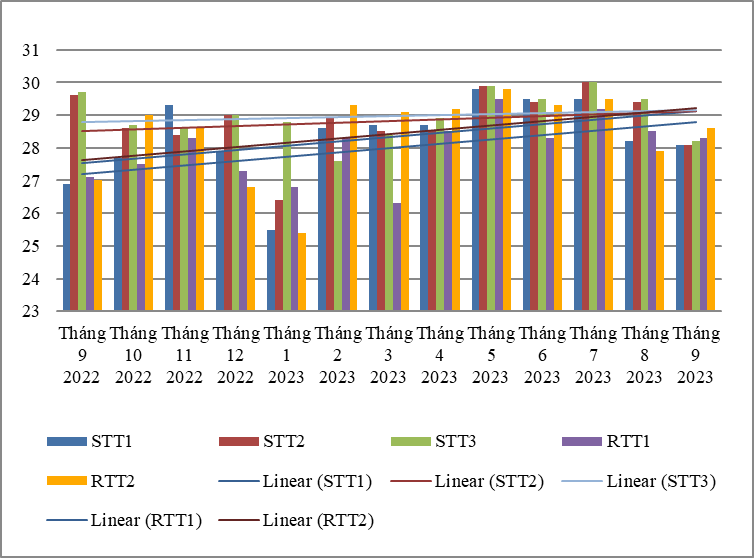 31
30
29
28
27
26
25
24
23
Tháng 9 2022
Tháng 10 2022
Tháng 11 2022
Tháng 12 2022
Tháng 1 2023
Tháng 2 2023
Tháng 3 2023
Tháng 4 2023
Tháng 5 2023
Tháng 6 2023
Tháng 7 2023
Tháng 8 2023
Tháng 9 2023
STT1 STT2 STT3 RTT1
RTT2 Linear (STT1) Linear (STT2) Linear (STT3)
Linear (RTT1) Linear (RTT2)